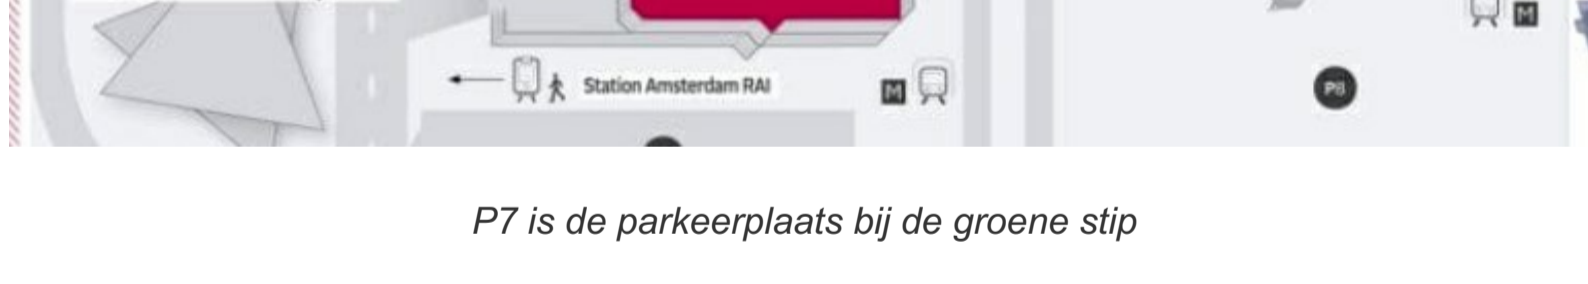 M
Station Amsterdam RAI
M
P8
P7 is de parkeerplaats bij de groene stip